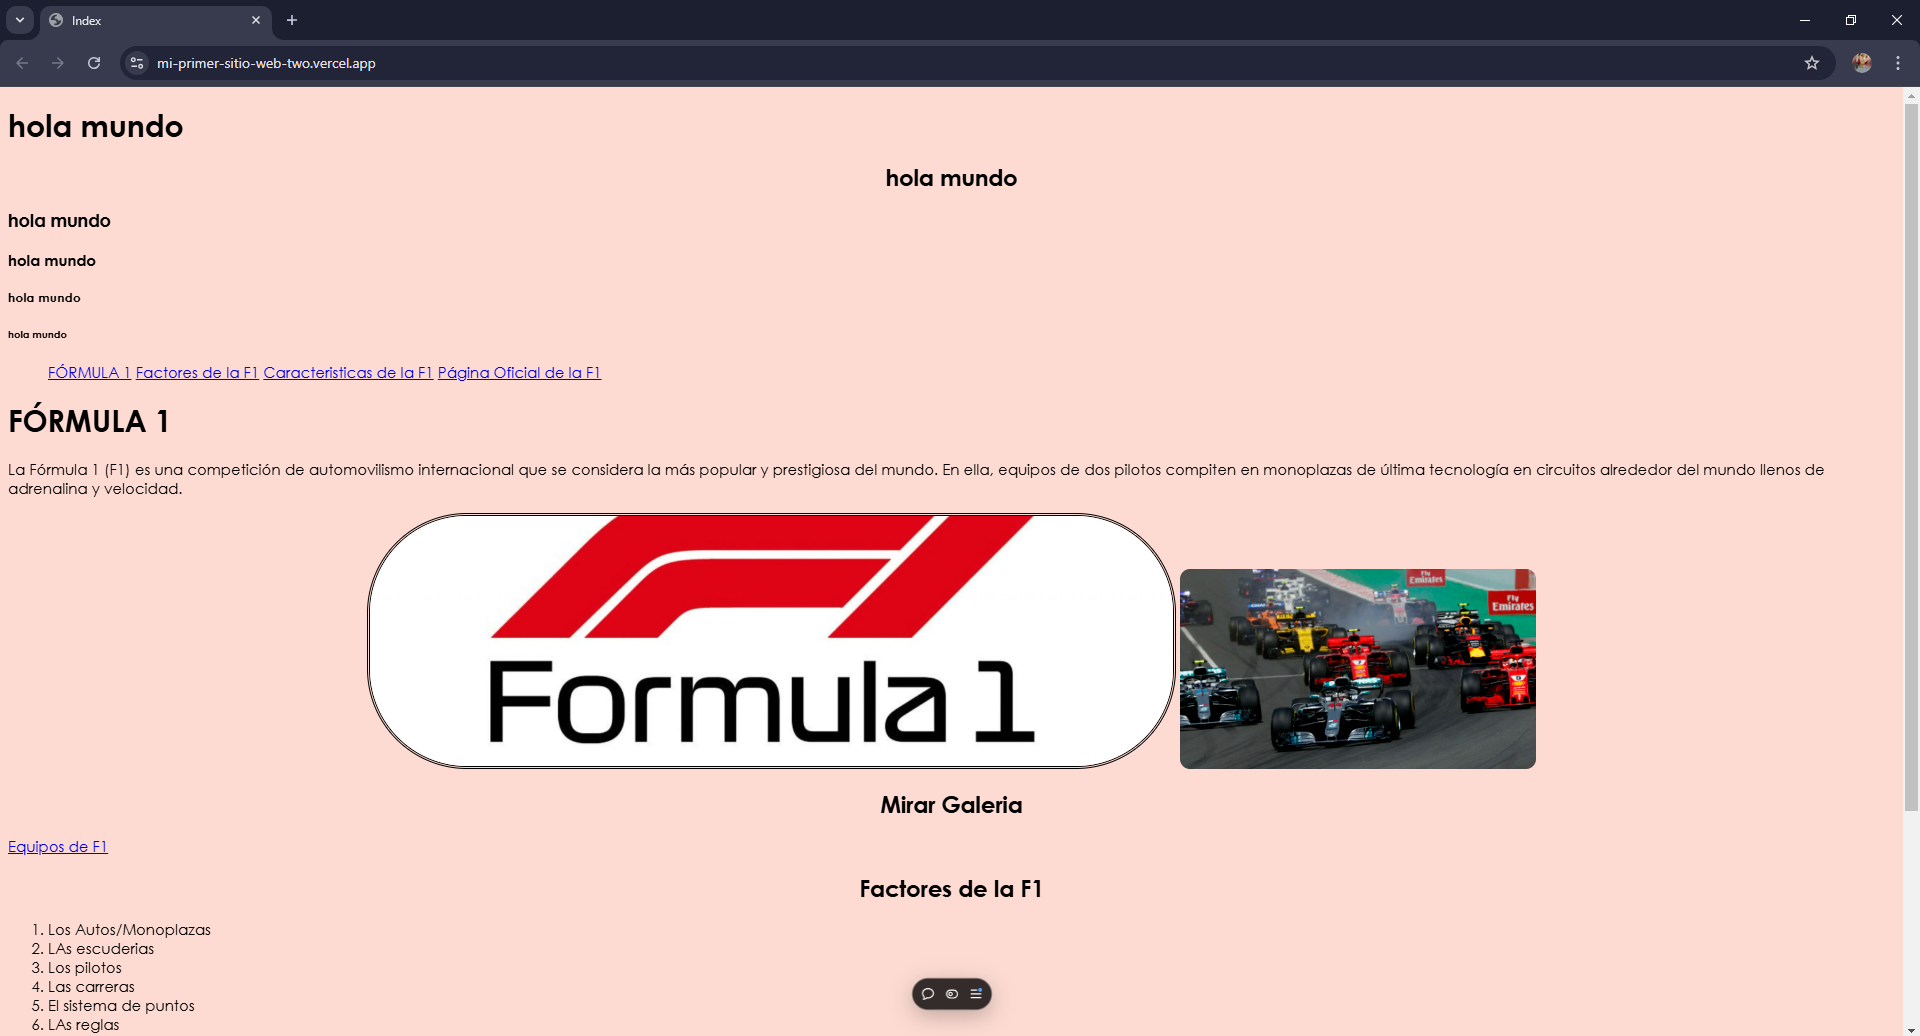 Index
mi-primer-sitio-web-two.vercel.app
hola mundo
hola mundo
hola mundo
hola mundo
hola mundo
hola mundo
FÓRMULA 1 Factores de la F1 Caracteristicas de la F1 Página Oficial de la F1
FÓRMULA 1
La Fórmula 1 (F1) es una competición de automovilismo internacional que se considera la más popular y prestigiosa del mundo. En ella, equipos de dos pilotos compiten en monoplazas de última tecnología en circuitos alrededor del mundo llenos de
adrenalina y velocidad.
Formula 1
Fly
Emirates
Fly
Emirates
Mirar Galeria
Equipos de F1
Factores de la F1
1. Los Autos/Monoplazas
2. LAs escuderias
3. Los pilotos
4. Las carreras
5. El sistema de puntos
6. LAs reglas